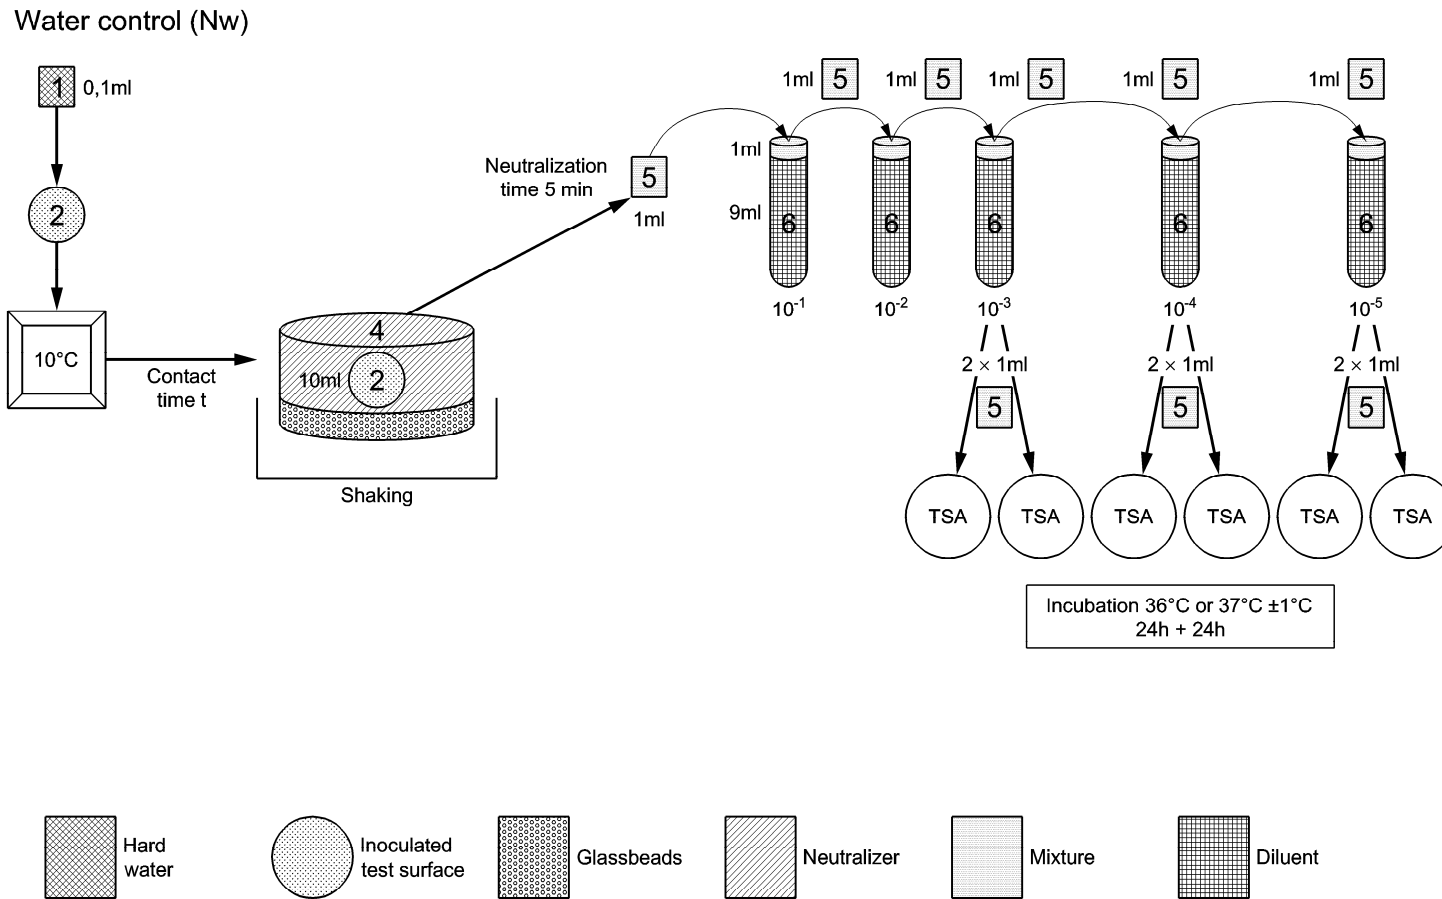 Water control (Nw)
1 0,1ml
2
10°C
Contact
time t
4
10ml 2
Shaking
Neutralization
time 5 min
5
1ml
1ml 5 1ml 5 1ml 5 1ml 5 1ml 5
1ml
9ml 6 6 6 6 6
10-1 10-2 10-3 10-4 10-5
2 × 1ml 2 × 1ml 2 × 1ml
5 5 5
TSA TSA TSA TSA TSA TSA
Incubation 36°C or 37°C ±1°C
24h + 24h
Hard
water
Inoculated
test surface
Glassbeads
Neutralizer
Mixture
Diluent